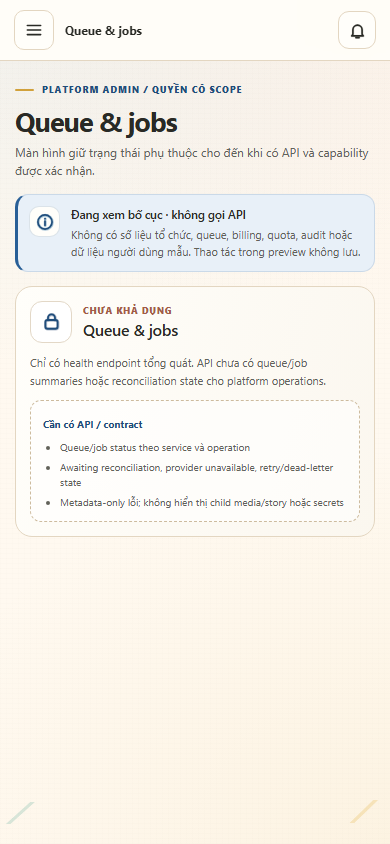 Queue & jobs
PLATFORM ADMIN / QUYỀN CÓ SCOPE
Queue & jobs
Màn hình giữ trạng thái phụ thuộc cho đến khi có API và capability
được xác nhận.
Đang xem bố cục · không gọi API
Không có số liệu tổ chức, queue, billing, quota, audit hoặc
dữ liệu người dùng mẫu. Thao tác trong preview không lưu.
CHƯA KHẢ DỤNG
Queue & jobs
Chỉ có health endpoint tổng quát. API chưa có queue/job
summaries hoặc reconciliation state cho platform operations.
Cần có API / contract
Queue/job status theo service và operation
Awaiting reconciliation, provider unavailable, retry/dead-letter
state
Metadata-only lỗi; không hiển thị child media/story hoặc secrets